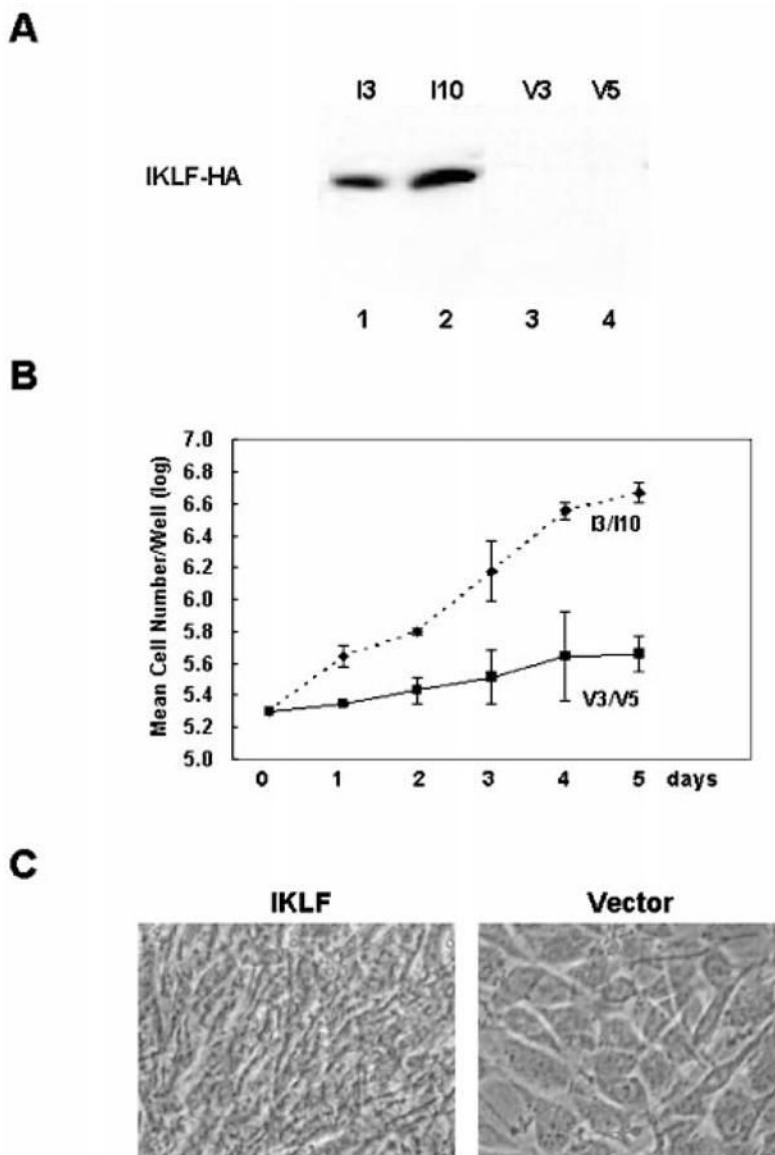 A
I3 I10 V3 V5
IKLF-HA
1 2 3 4
B
Mean Cell Number/Well (log)
7.0
6.8
6.6
6.4
6.2
6.0
5.8
5.6
5.4
5.2
5.0
I3/I10
V3/V5
0 1 2 3 4 5 days
C
IKLF Vector